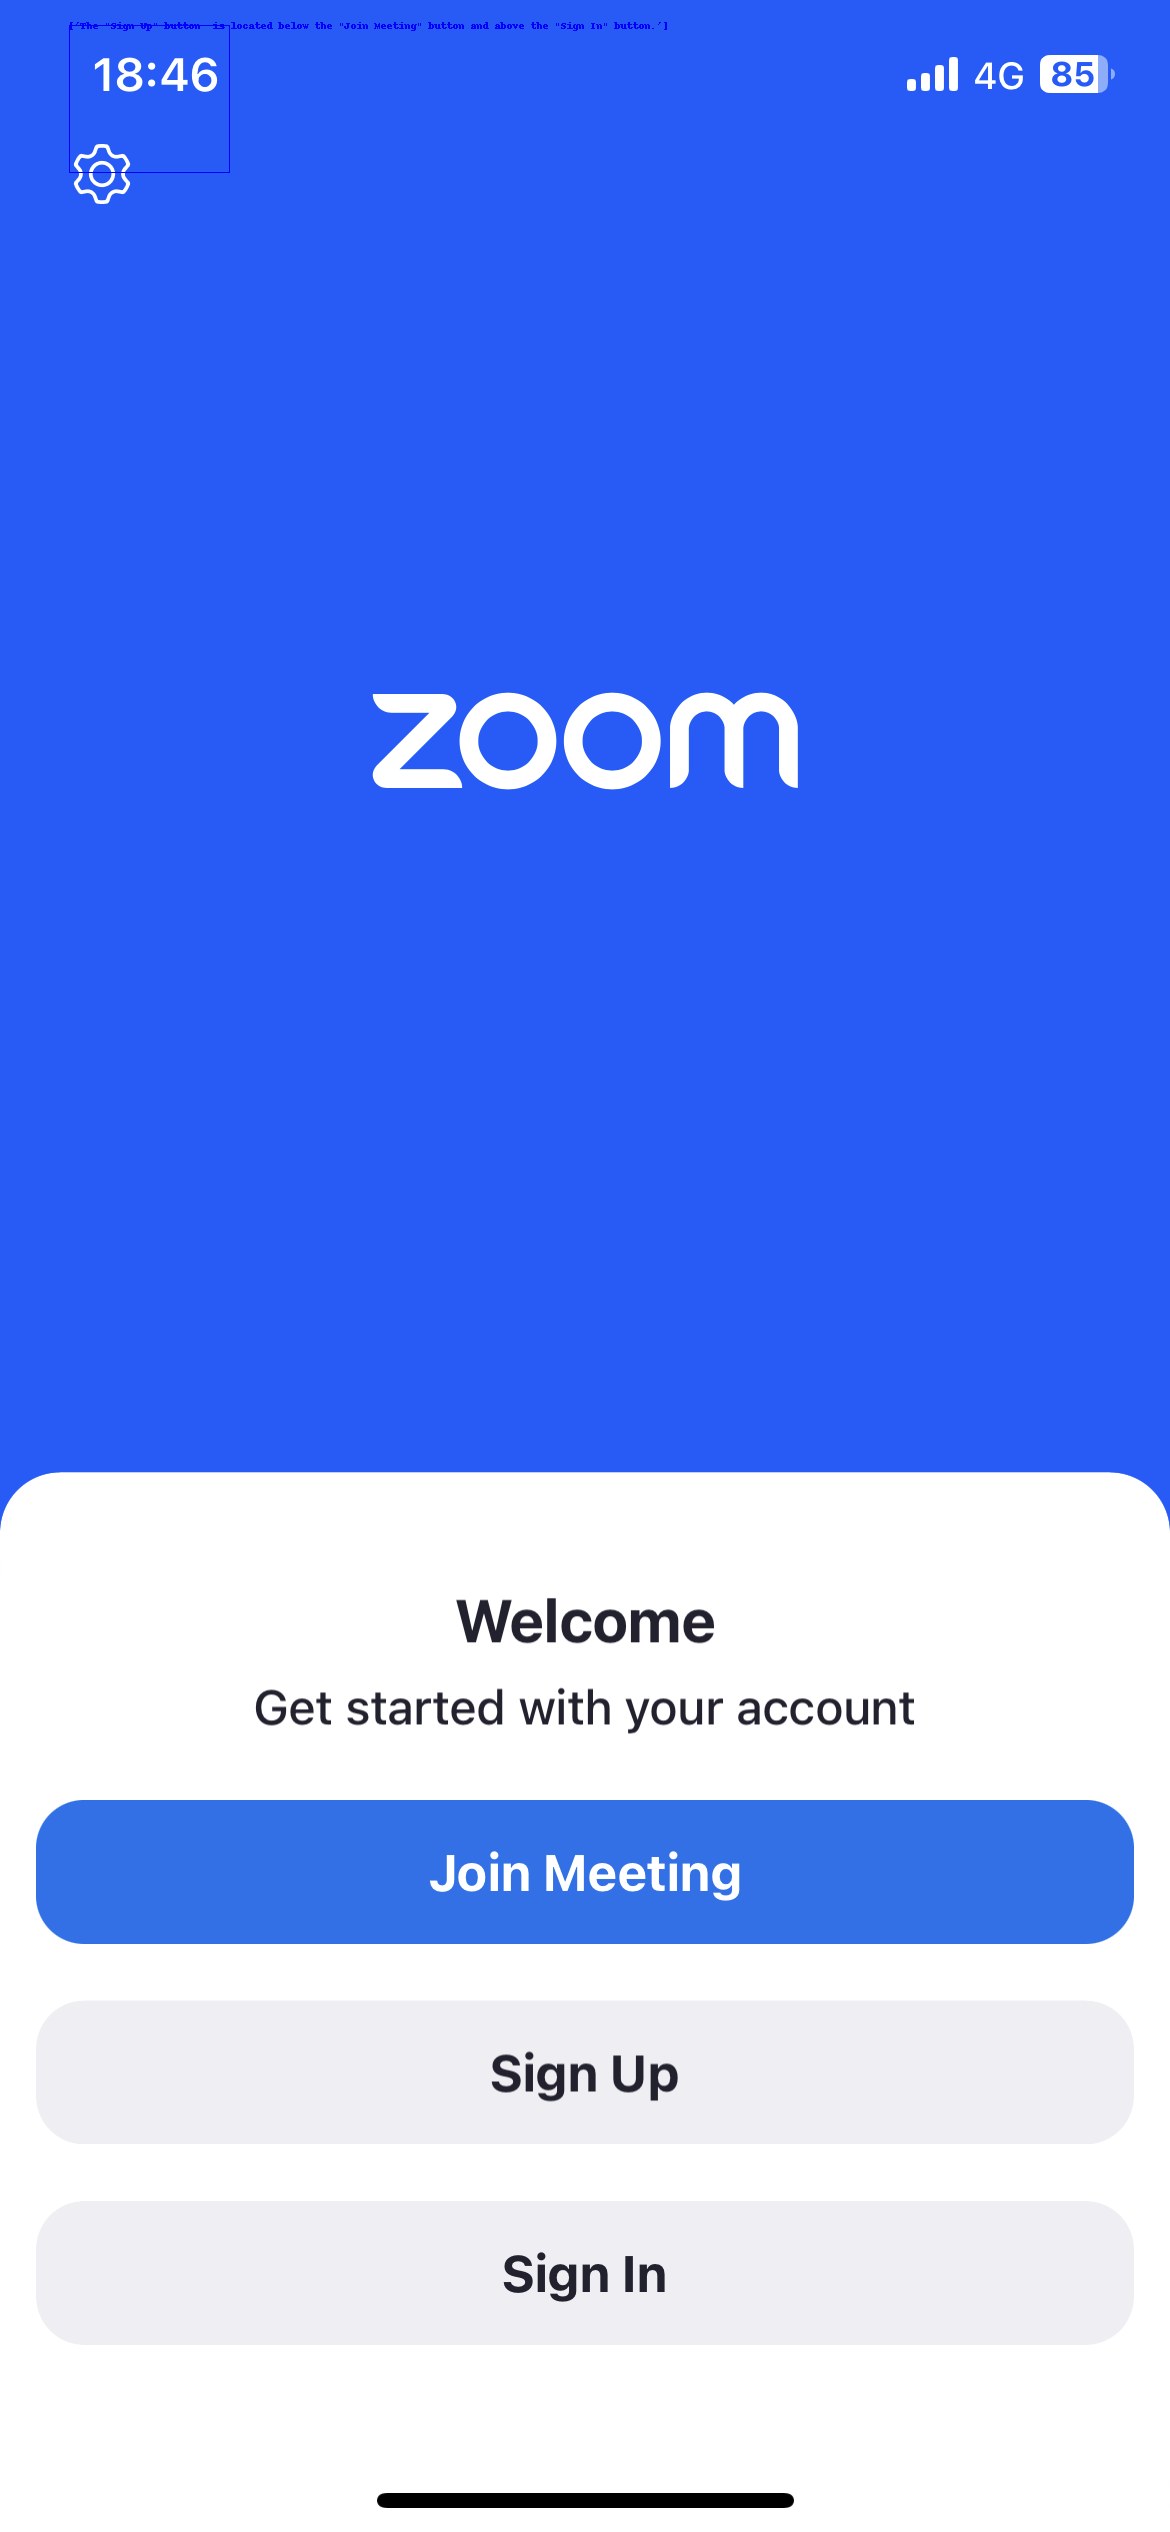 ['The "Sign Up" button  is located below the "Join Meeting" button and above the "Sign In" button.']
18:46
4G 85
zoom
Welcome
Get started with your account
Join Meeting
Sign Up
Sign In